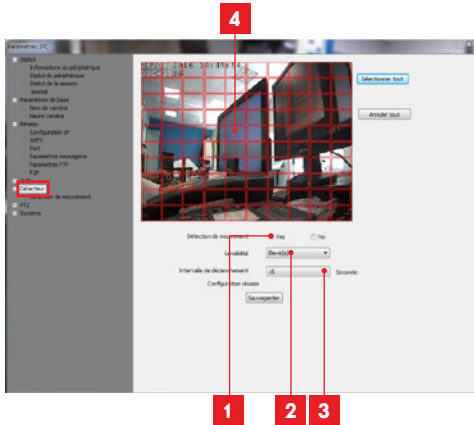 4
Paramètres IPC
Statut
Informations du périphérique
Statut du périphérique
Statut de la session
Journal
Paramètres de base
Nom de caméra
Heure caméra
Réseau
Configuration IP
WIFI
Port
Paramètres messagerie
Paramètres FTP
P2P
Détecteur
Détection de mouvement
PTZ
Système
Sélectionner tout
Annuler tout
Détection de mouvement
Yes
No
Sensibilité
Élevé(e)
Intervalle de déclenchement
15
Seconde
Configuration réussie
Sauvegarder
1
2
3